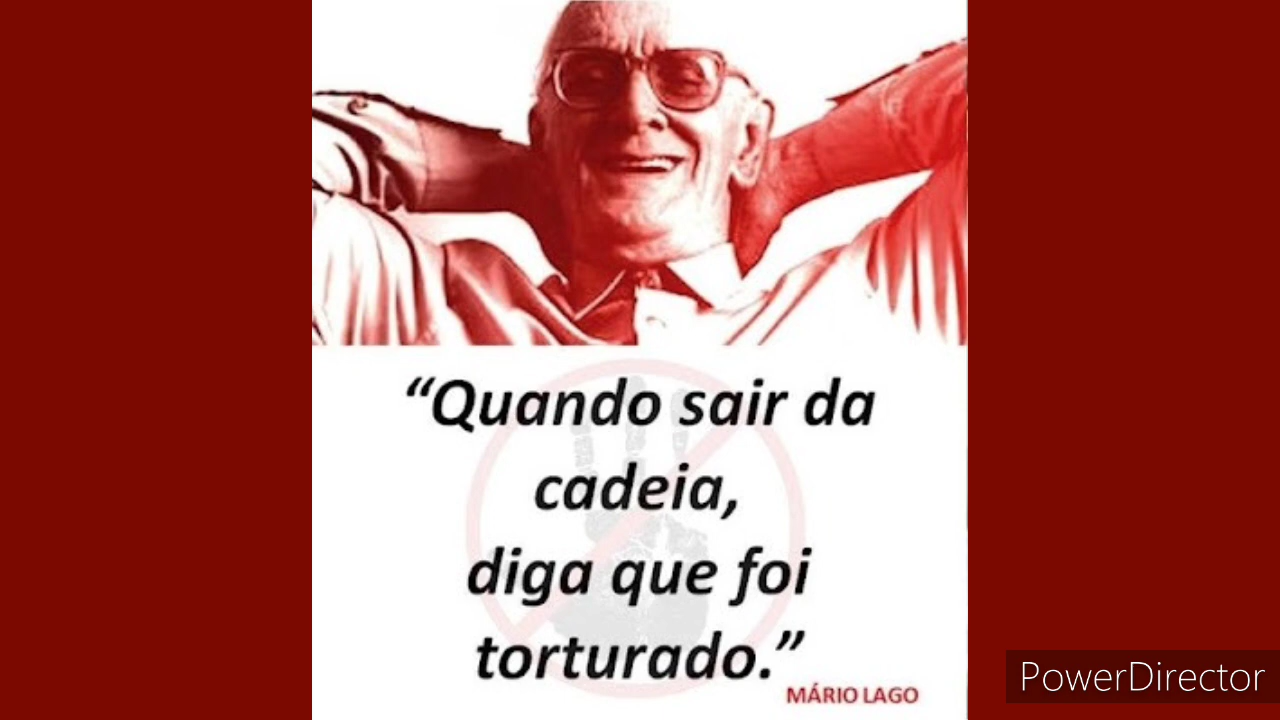 “Quando sair da
cadeia,
diga que foi
torturado.”
MÁRIO LAGO
PowerDirector